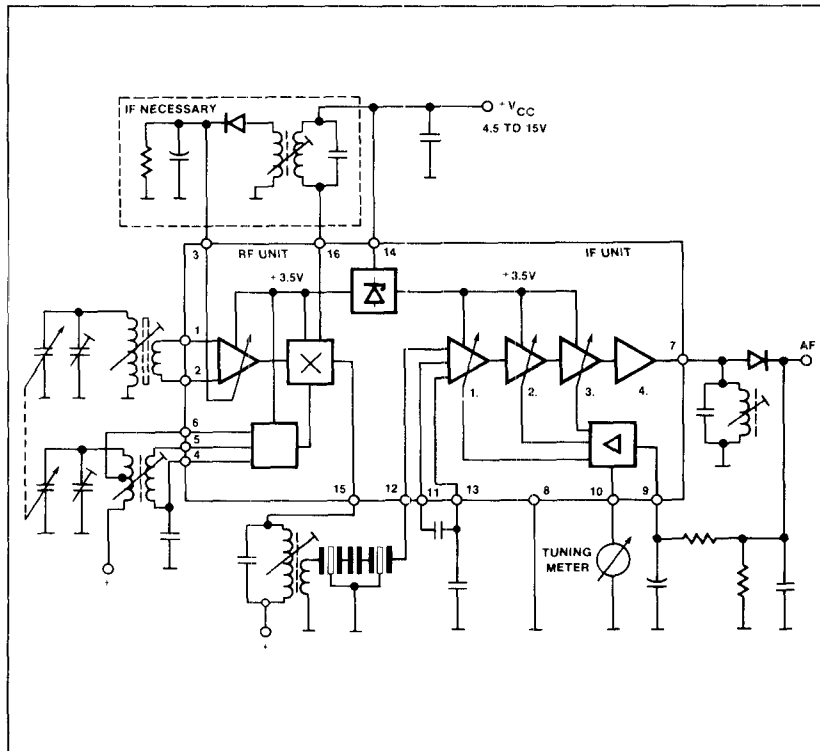 IF NECESSARY
+ VCC
4.5 TO 15V
3
RF UNIT
16
14
IF UNIT
+ 3.5V
+ 3.5V
1
2
AF
7
1.
2.
3.
4.
6
5
4
15
12
11
13
8
10
9
TUNING
METER
+
+